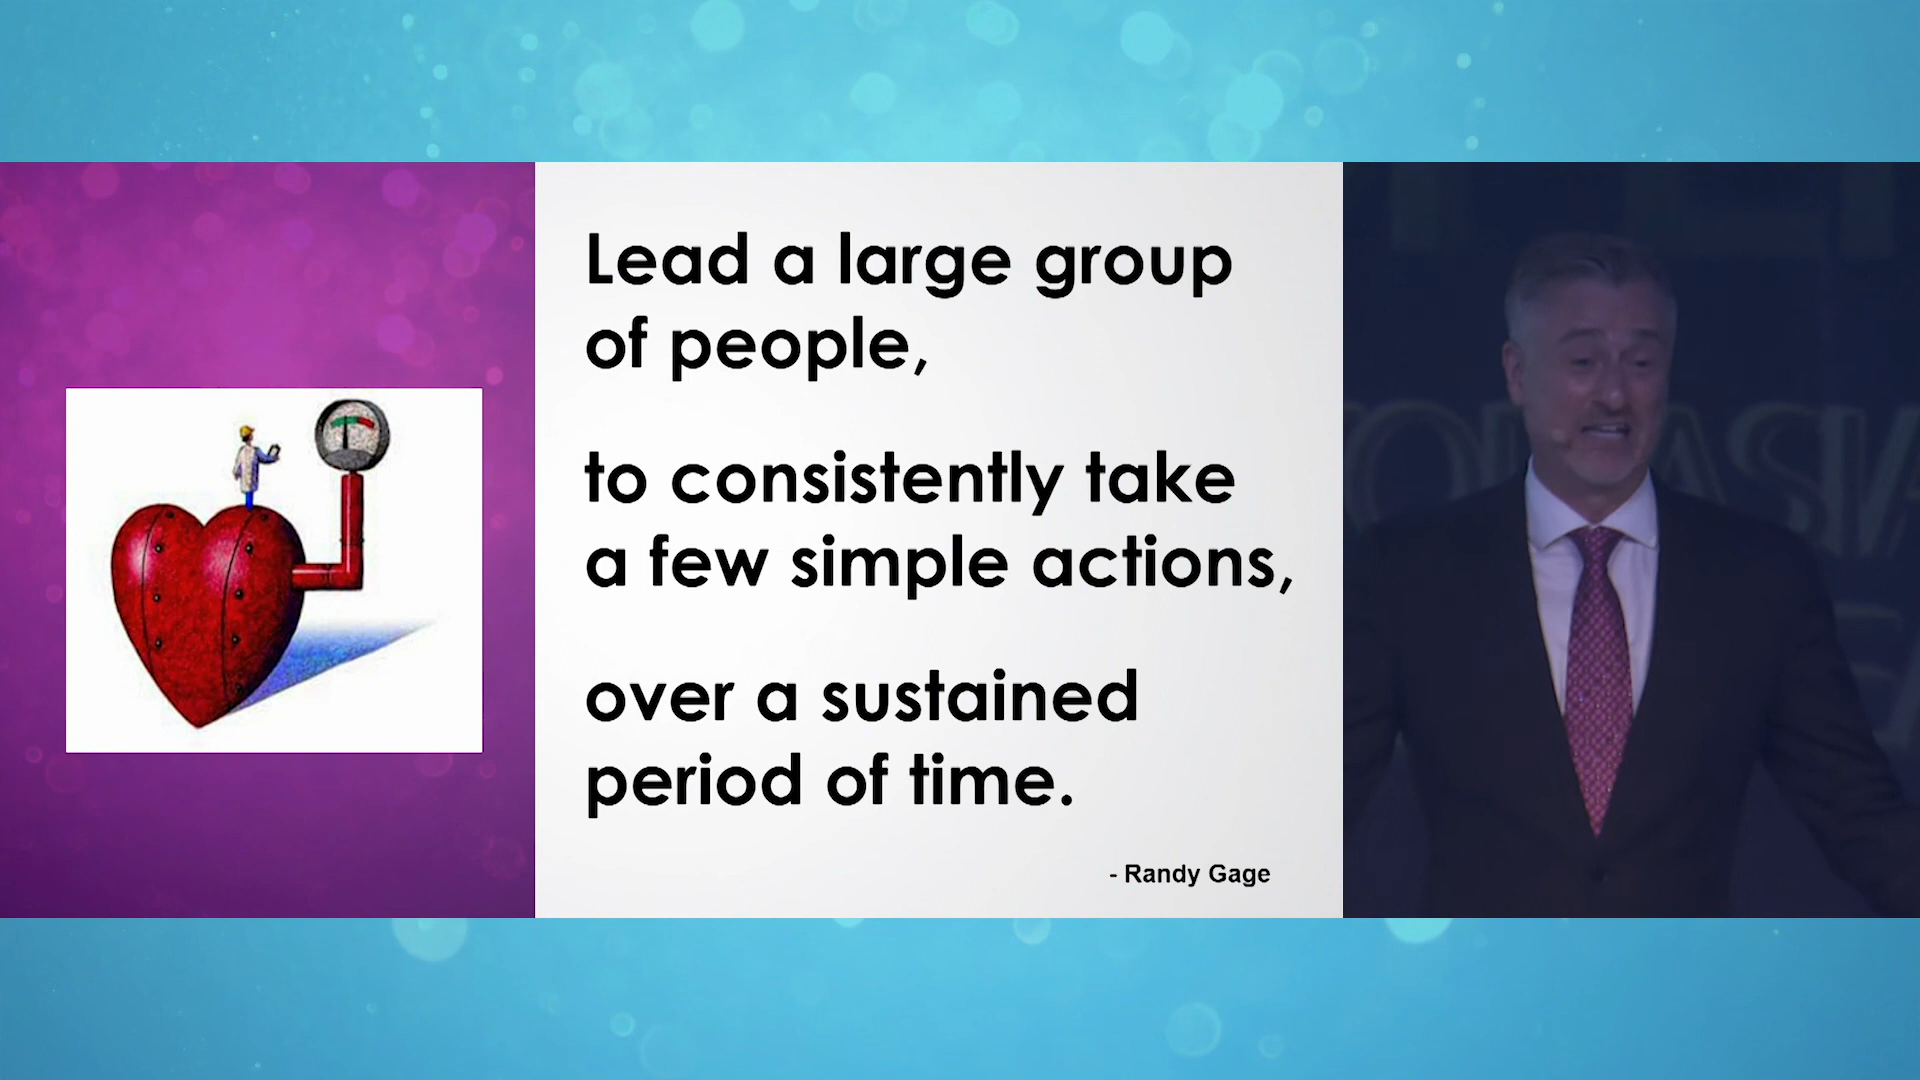 Lead a large group
of people,
to consistently take
a few simple actions,
over a sustained
period of time.
- Randy Gage